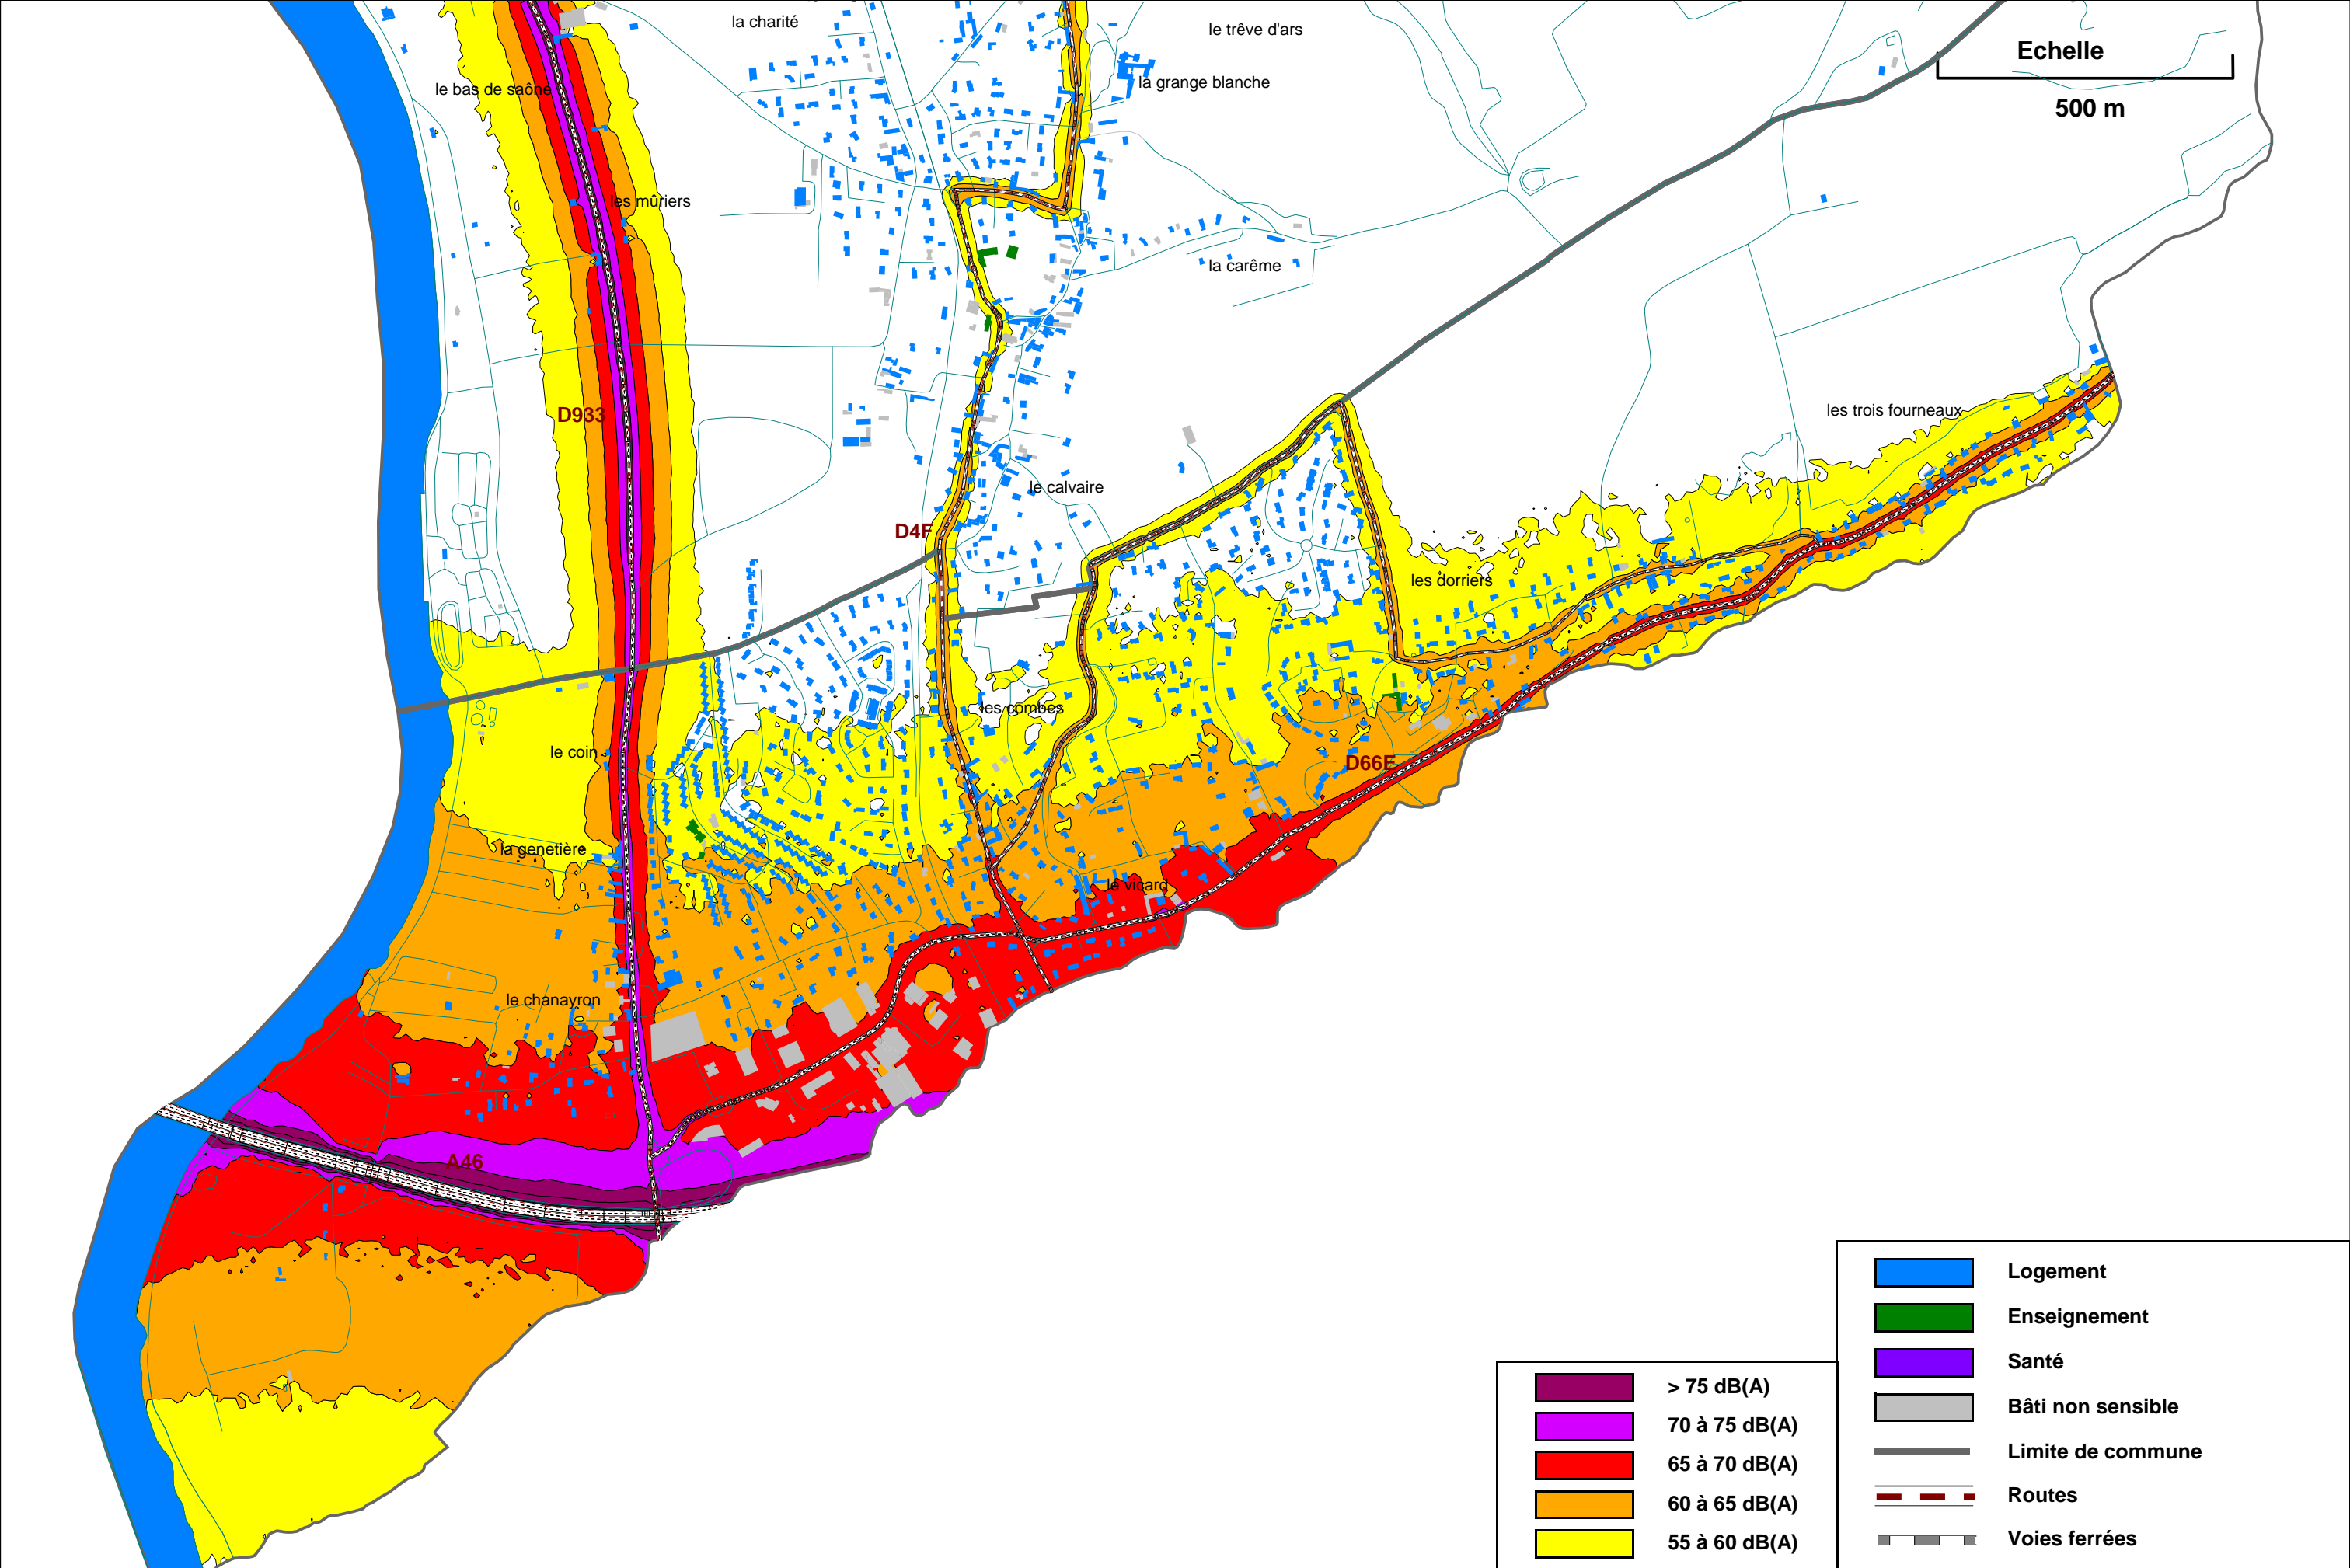 la charité
le trêve d'ars
Echelle
le bas de saône
la grange blanche
500 m
les mûriers
la carême
D933
les trois fourneaux
le calvaire
D4F
les dorriers
les combes
le coin
D66E
la genetière
le vicard
le chanayron
A46
> 75 dB(A)
70 à 75 dB(A)
65 à 70 dB(A)
60 à 65 dB(A)
55 à 60 dB(A)
Logement
Enseignement
Santé
Bâti non sensible
Limite de commune
Routes
Voies ferrées